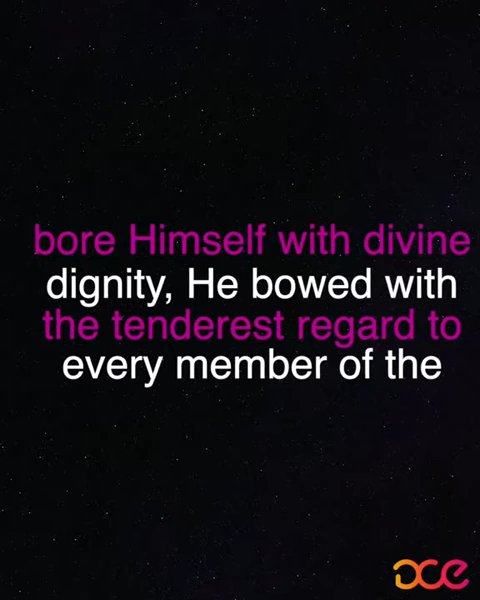 bore Himself with divine
dignity, He bowed with
the tenderest regard to
every member of the